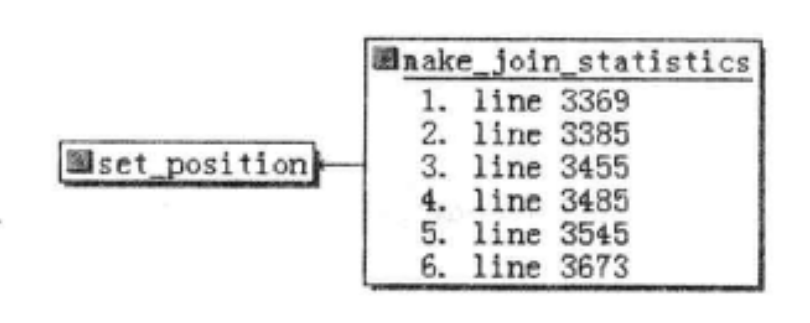 make_join_statistics
1. line 3369
2. line 3385
3. line 3455
4. line 3485
5. line 3545
6. line 3673
set_position